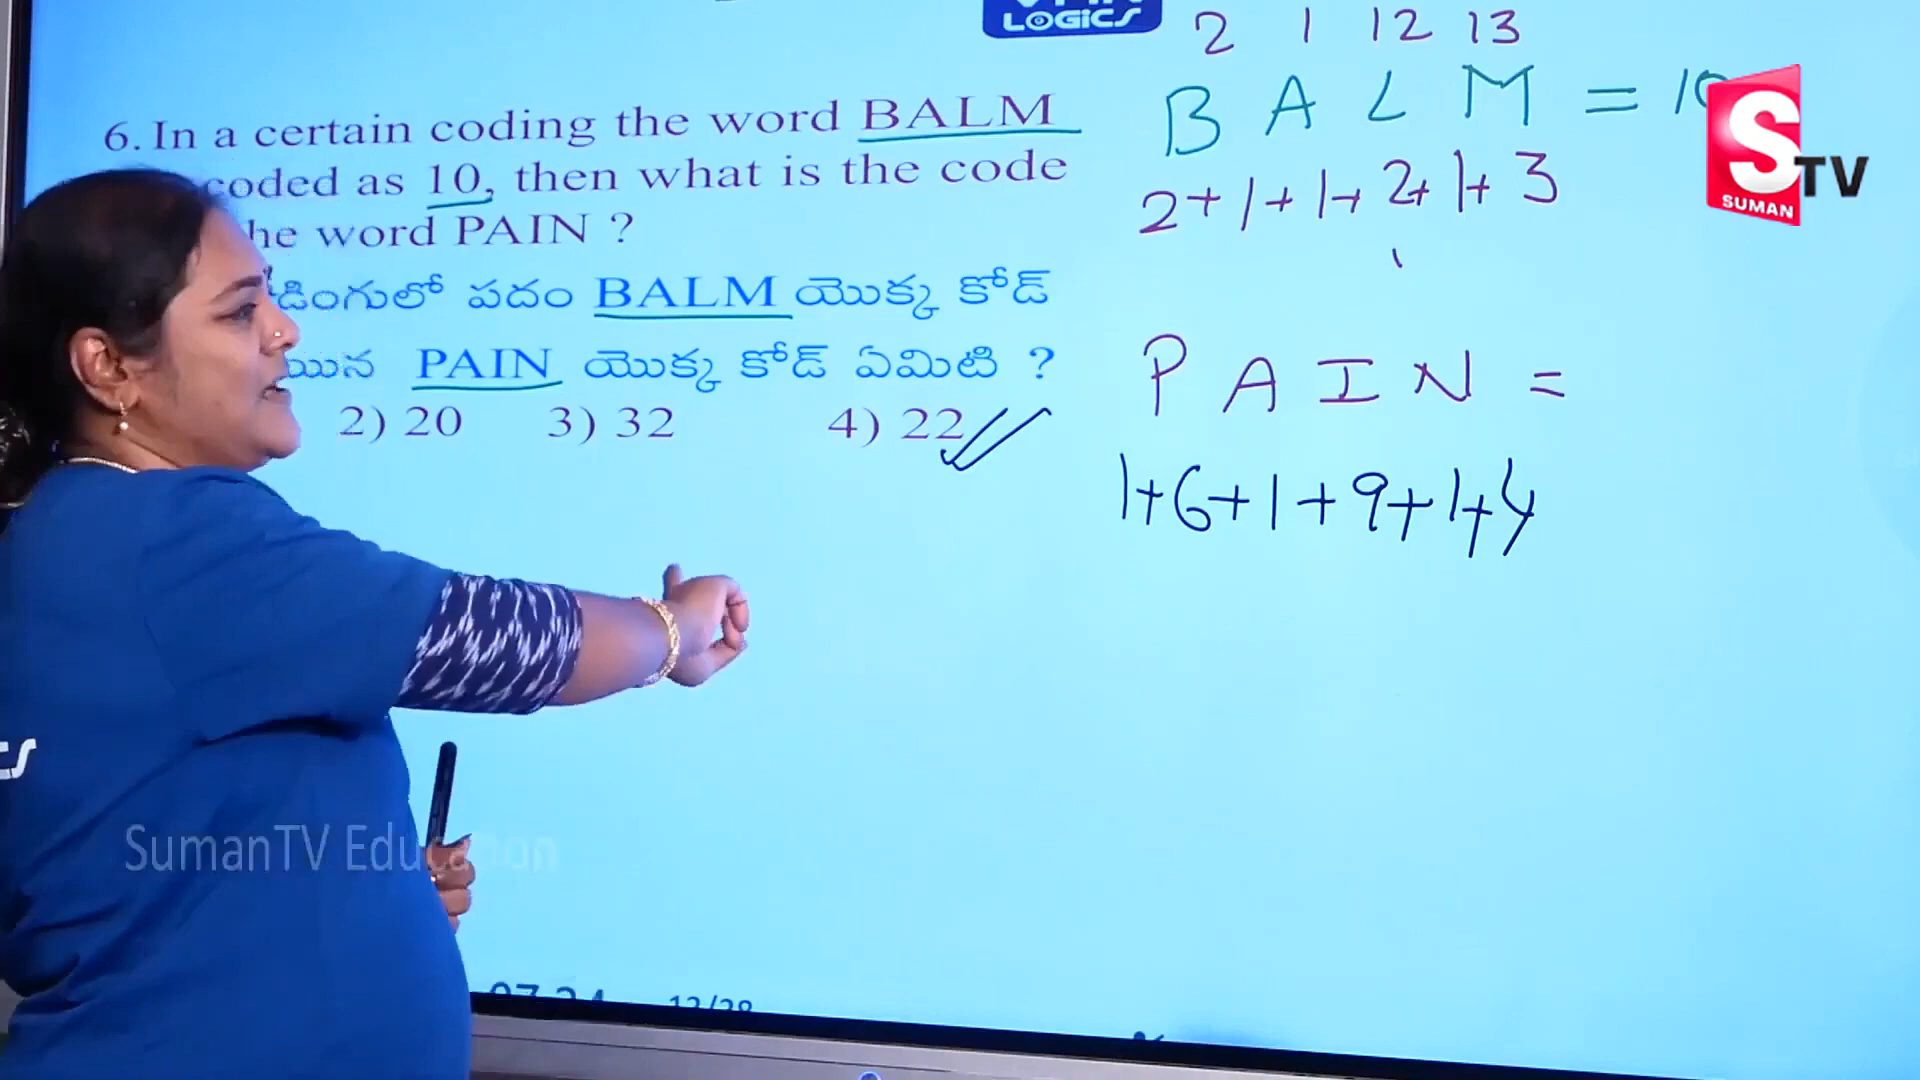 LOGICS
6. In a certain coding the word BALM
coded as 10, then what is the code
he word PAIN ?
డింగులో పదం BALM యొక్క కోడ్
యిన PAIN యొక్క కోడ్ ఏమిటి ?
2) 20 3) 32 4) 22
2 1 12 13
B A L M = 10
2+1+1+2+1+3
P A I N =
1+6+1+9+1+4
S TV
SUMAN
SumanTV Education